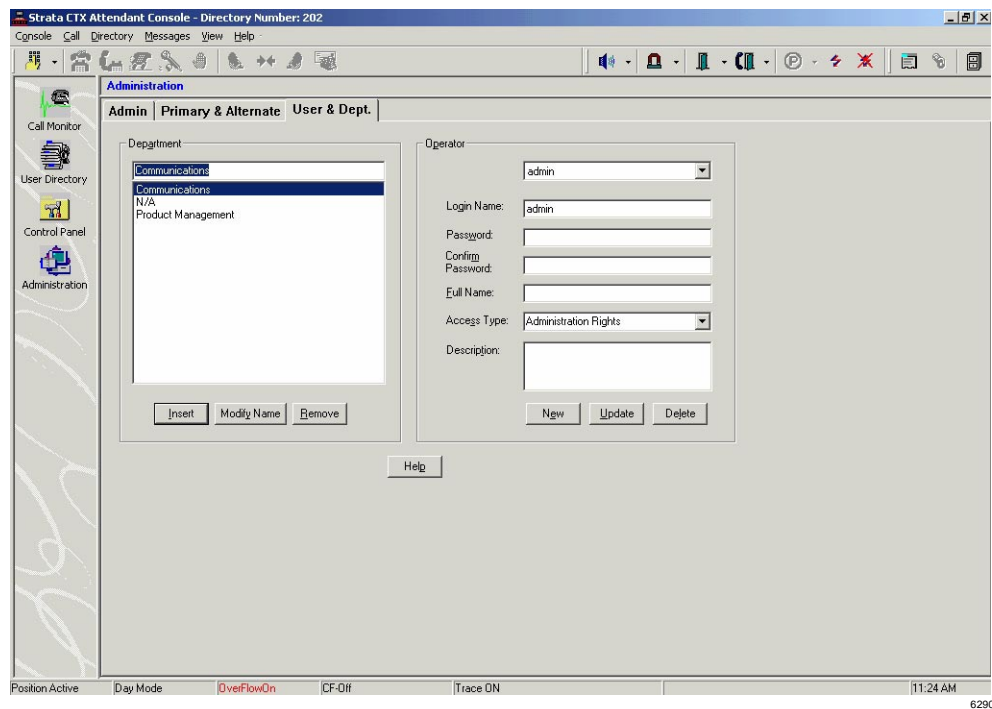 Strata CTX Attendant Console - Directory Number: 202
Console Call Directory Messages View Help
Administration
Admin Primary & Alternate User & Dept.
Call Monitor
User Directory
Control Panel
Administration
Department
Communications
Communications
N/A
Product Management
Insert Modify Name Remove
Operator
admin
Login Name: admin
Password:
Confirm
Password:
Full Name:
Access Type: Administration Rights
Description:
New Update Delete
Help
Position Active Day Mode OverFlowOn CF-Off Trace ON 11:24 AM
6290